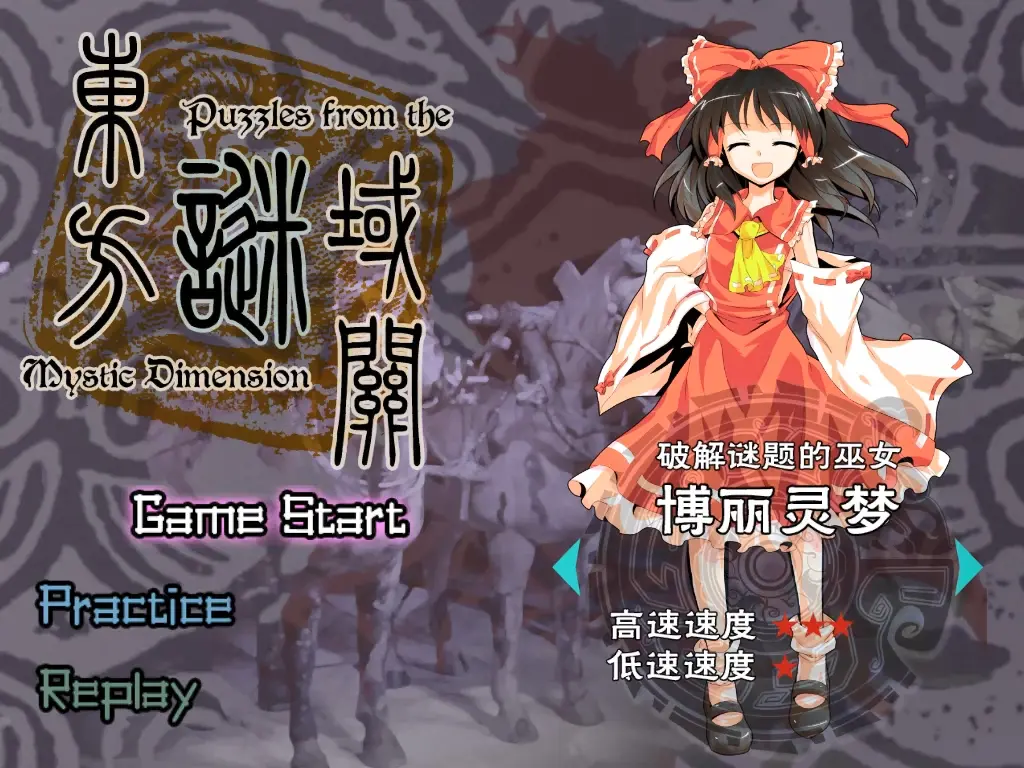 東方
謎
域關
Puzzles from the
Mystic Dimension
Game Start
Practice
Replay
破解谜题的巫女
博丽灵梦
高速速度 ★★★
低速速度 ★